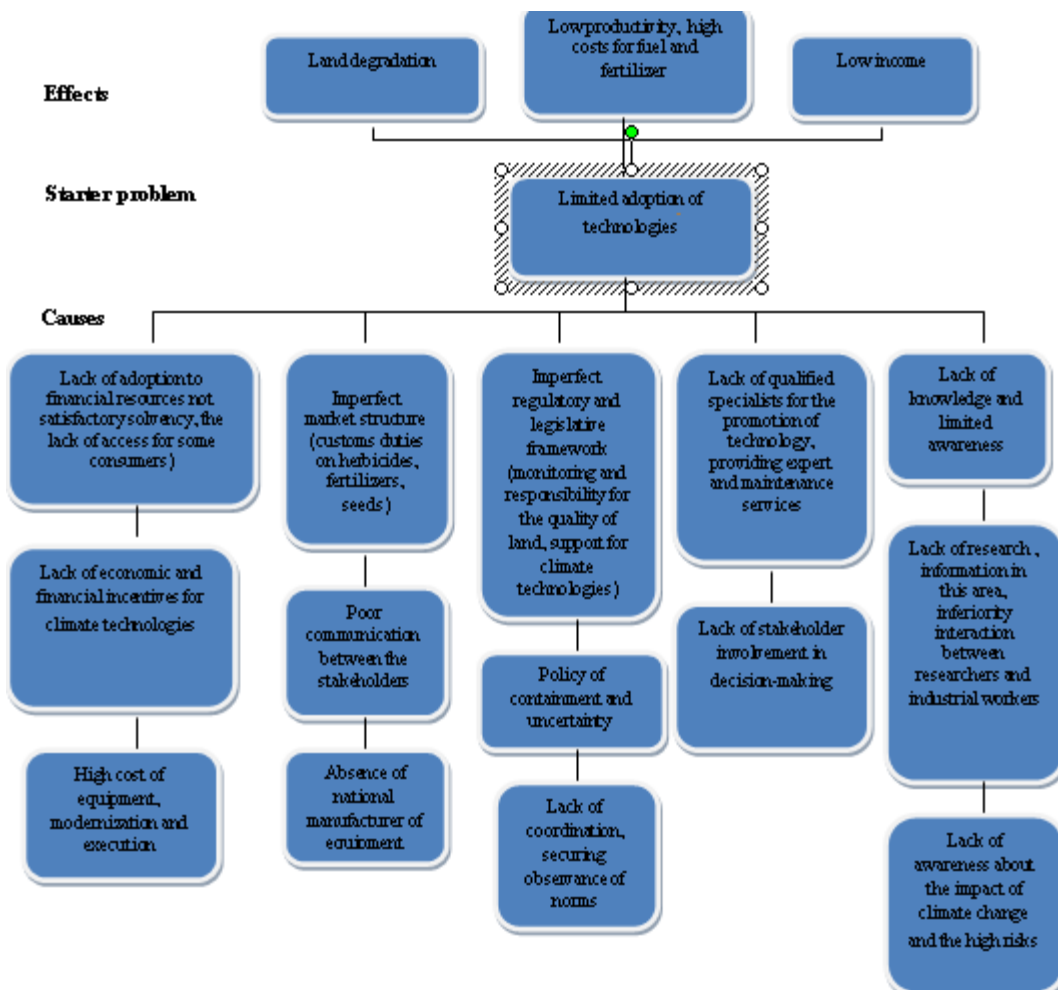 Land degradation
Low productivity, high
costs for fuel and
fertilizer
Low income
Effects
Starter problem
Limited adoption of
technologies
Causes
Lack of adoption to
financial resources not
satisfactory solvency, the
lack of access for some
consumers)
Imperfect
market structure
(customs duties
on herbicides,
fertilizers,
seeds)
Imperfect
regulatory and
legislative
framework
(monitoring and
responsibility for
the quality of
land, support for
climate
technologies)
Lack of qualified
specialists for the
promotion of
technology,
providing expert
and maintenance
services
Lack of
knowledge and
limited
awareness
Lack of economic and
financial incentives for
climate technologies
Poor
communication
between the
stakeholders
Policy of
containment and
uncertainty
Lack of stakeholder
involvement in
decision-making
Lack of research,
information in
this area,
inferiority
interaction
between
researchers and
industrial workers
High cost of
equipment,
modernization and
execution
Absence of
national
manufacturer of
equipment
Lack of
coordination,
securing
observance of
norms
Lack of
awareness about
the impact of
climate change
and the high risks